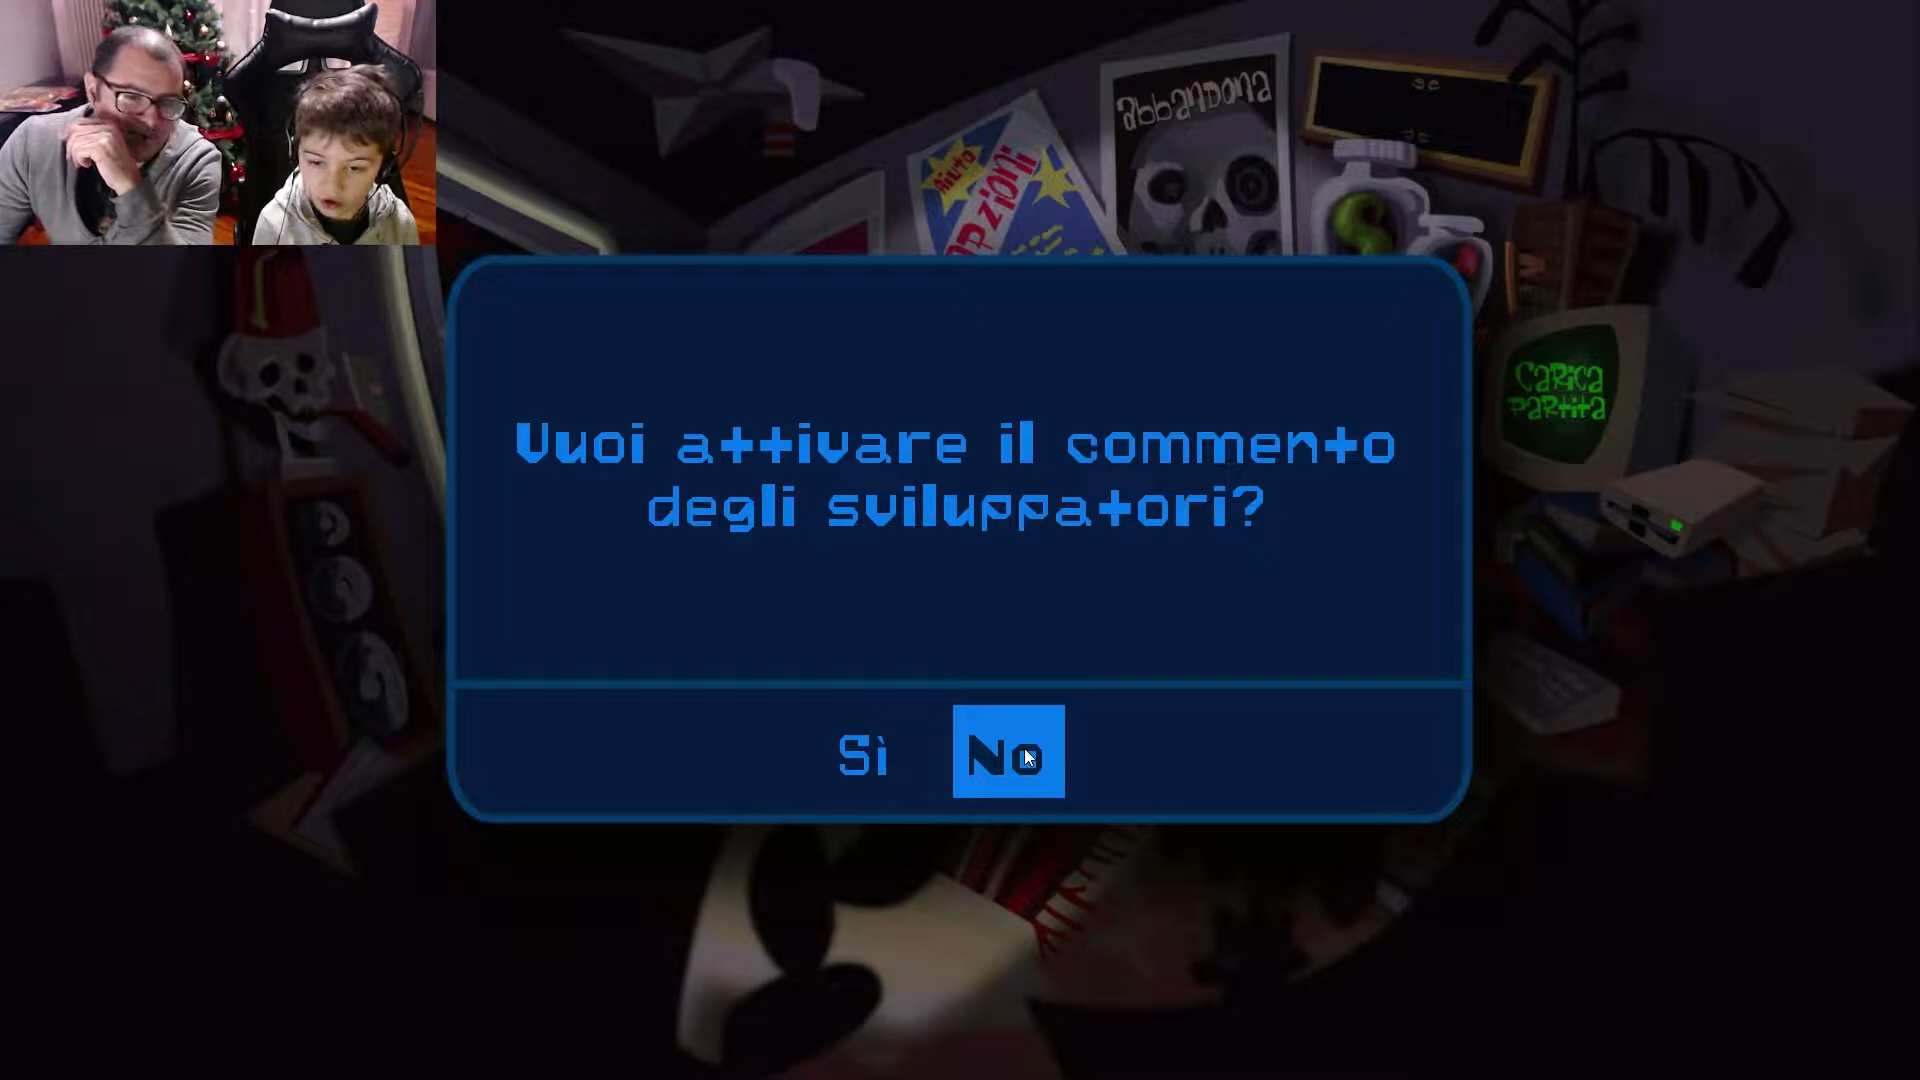 abbandona
Aiuto
opzioni
Carica
partita
Vuoi attivare il commento
degli sviluppatori?
Sì
No